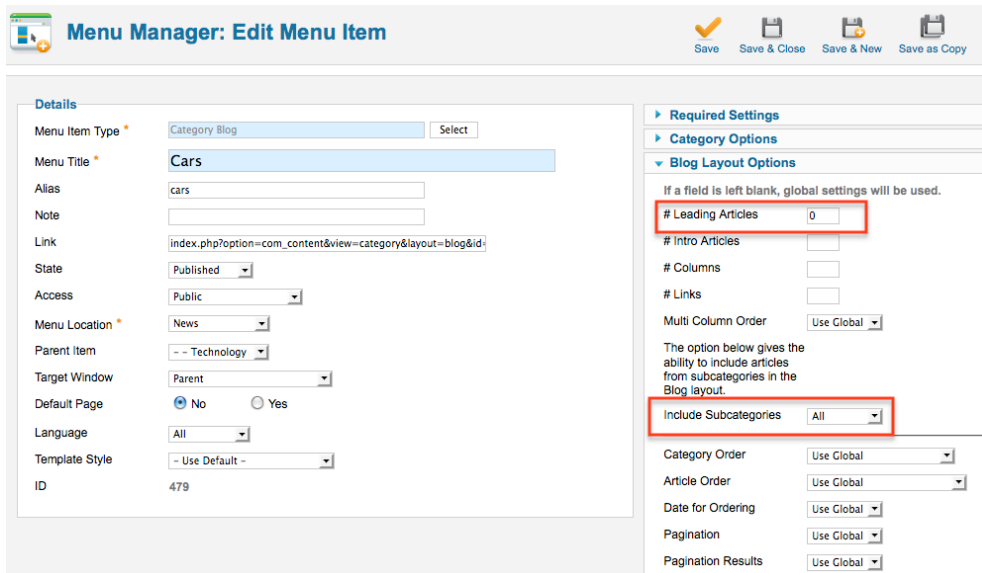 Menu Manager: Edit Menu Item
Save
Save & Close
Save & New
Save as Copy
Details
Menu Item Type *
Category Blog
Select
Menu Title *
Cars
Alias
cars
Note
Link
index.php?option=com_content&view=category&layout=blog&id=
State
Published
Access
Public
Menu Location *
News
Parent Item
- - Technology
Target Window
Parent
Default Page
No
Yes
Language
All
Template Style
- Use Default -
ID
479
Required Settings
Category Options
Blog Layout Options
If a field is left blank, global settings will be used.
# Leading Articles
0
# Intro Articles
# Columns
# Links
Multi Column Order
Use Global
The option below gives the
ability to include articles
from subcategories in the
Blog layout.
Include Subcategories
All
Category Order
Use Global
Article Order
Use Global
Date for Ordering
Use Global
Pagination
Use Global
Pagination Results
Use Global